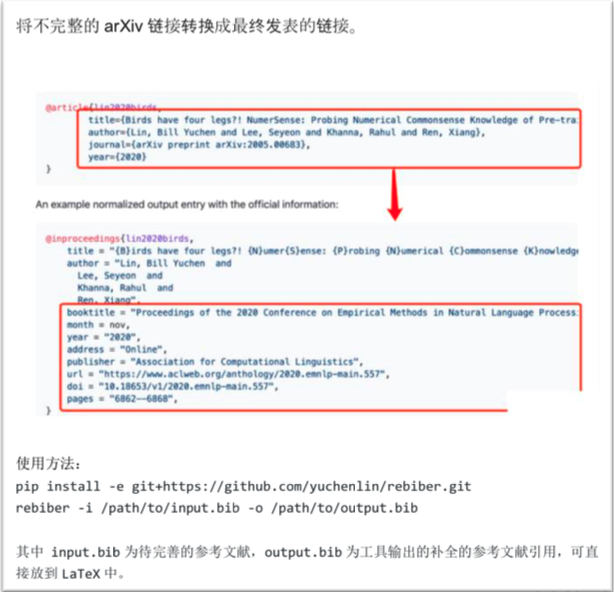 将不完整的 arXiv 链接转换成最终发表的链接。
@article{lin2020birds,
title={Birds have four legs?! NumerSense: Probing Numerical Commonsense Knowledge of Pre-tra
author={Lin, Bill Yuchen and Lee, Seyeon and Khanna, Rahul and Ren, Xiang},
journal={arXiv preprint arXiv:2005.00683},
year={2020}
}
An example normalized output entry with the official information:
@inproceedings{lin2020birds,
title = "{B}irds have four legs?! {N}umer{S}ense: {P}robing {N}umerical {C}ommonsense {K}nowledge
author = "Lin, Bill Yuchen and
Lee, Seyeon and
Khanna, Rahul and
Ren, Xiang",
booktitle = "Proceedings of the 2020 Conference on Empirical Methods in Natural Language Process
month = nov,
year = "2020",
address = "Online",
publisher = "Association for Computational Linguistics",
url = "https://www.aclweb.org/anthology/2020.emnlp-main.557",
doi = "10.18653/v1/2020.emnlp-main.557",
pages = "6862--6868",
}
使用方法：
pip install -e git+https://github.com/yuchenlin/rebiber.git
rebiber -i /path/to/input.bib -o /path/to/output.bib
其中 input.bib 为待完善的参考文献，output.bib 为工具输出的补全的参考文献引用，可直
接放到 LaTeX 中。